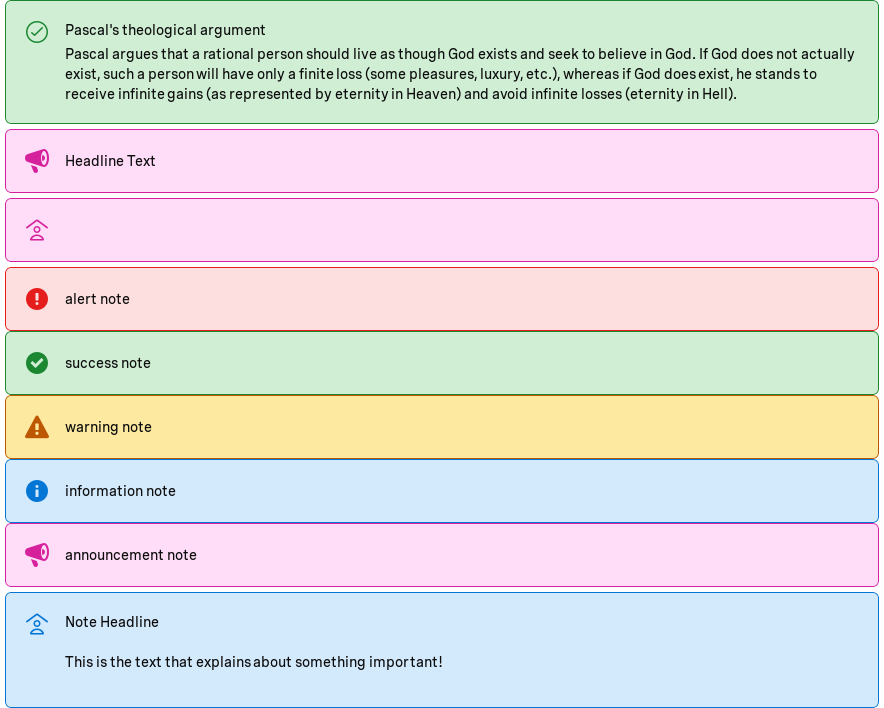 Pascal's theological argument
Pascal argues that a rational person should live as though God exists and seek to believe in God. If God does not actually
exist, such a person will have only a finite loss (some pleasures, luxury, etc.), whereas if God does exist, he stands to
receive infinite gains (as represented by eternity in Heaven) and avoid infinite losses (eternity in Hell).
Headline Text
alert note
success note
warning note
information note
announcement note
Note Headline
This is the text that explains about something important!